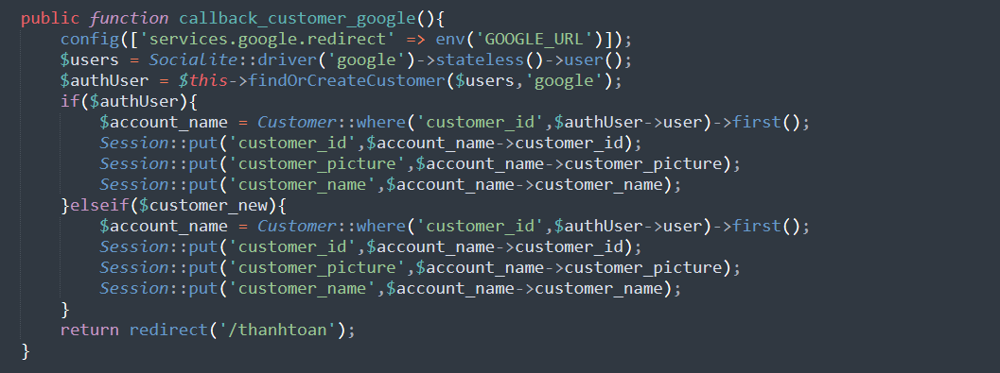 public function callback_customer_google(){
config(['services.google.redirect' => env('GOOGLE_URL')]);
$users = Socialite::driver('google')->stateless()->user();
$authUser = $this->findOrCreateCustomer($users,'google');
if($authUser){
$account_name = Customer::where('customer_id',$authUser->user)->first();
Session::put('customer_id',$account_name->customer_id);
Session::put('customer_picture',$account_name->customer_picture);
Session::put('customer_name',$account_name->customer_name);
}elseif($customer_new){
$account_name = Customer::where('customer_id',$authUser->user)->first();
Session::put('customer_id',$account_name->customer_id);
Session::put('customer_picture',$account_name->customer_picture);
Session::put('customer_name',$account_name->customer_name);
}
return redirect('/thanhtoan');
}